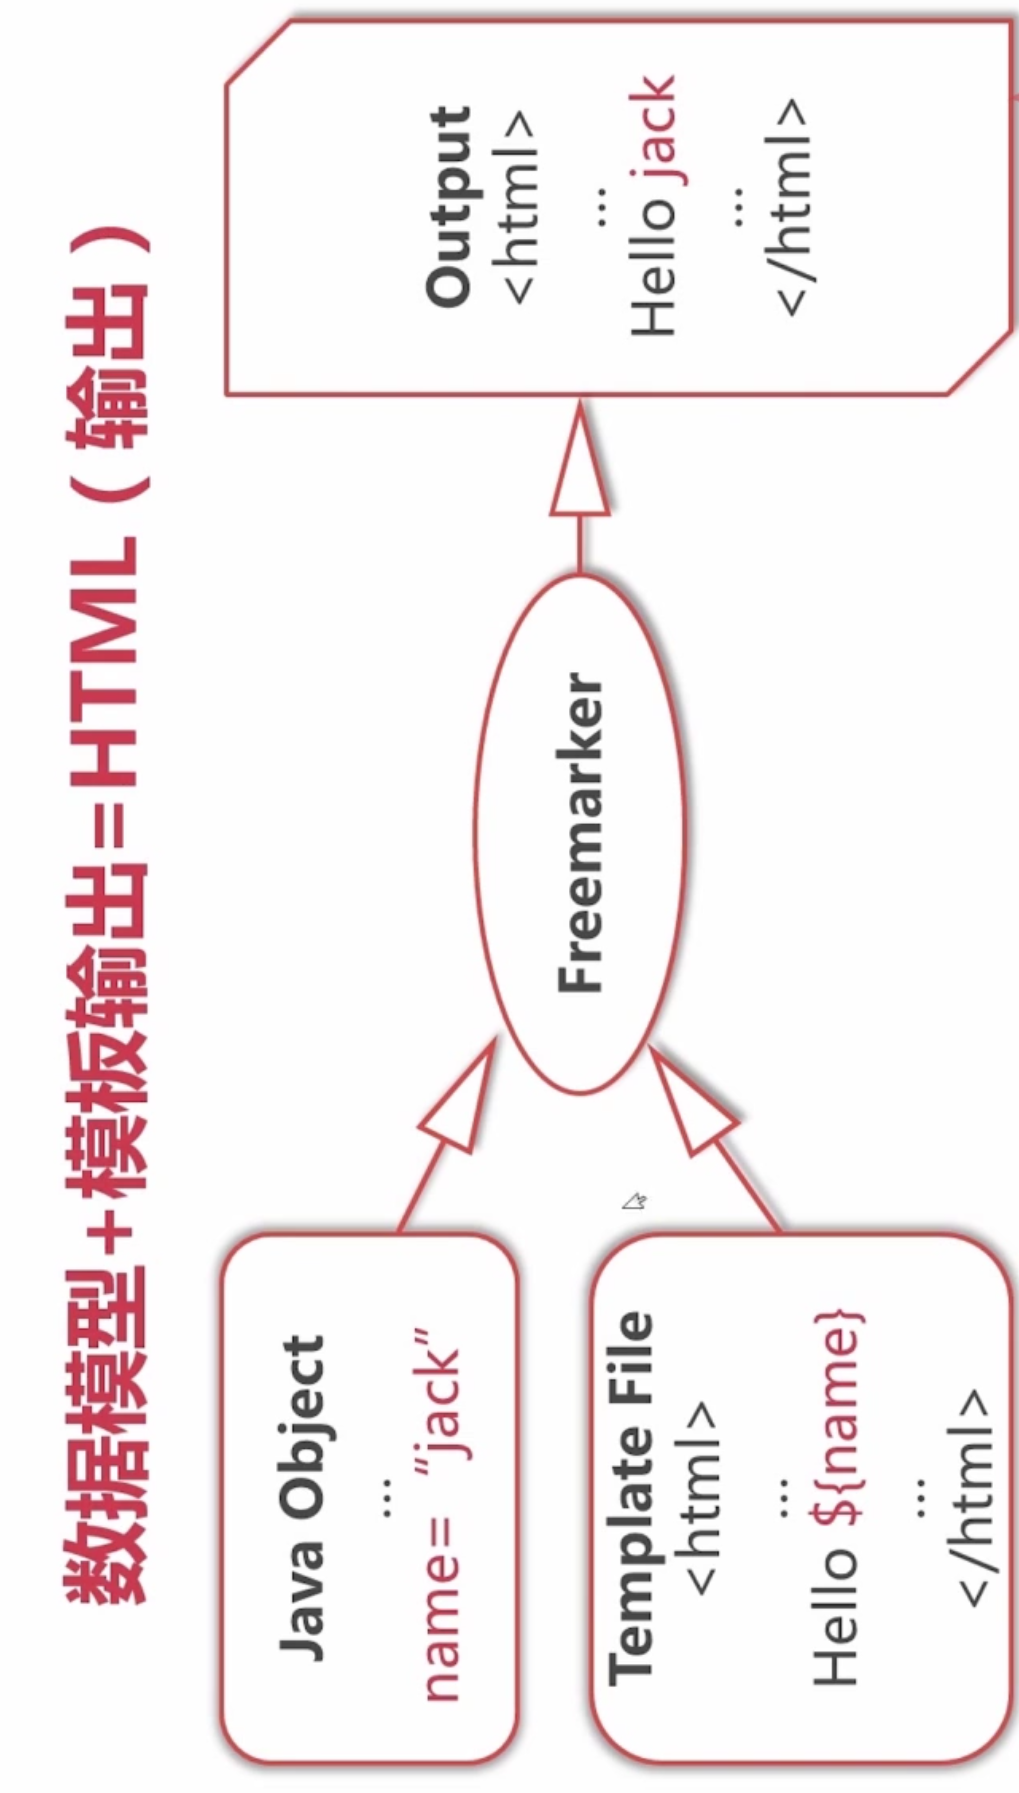 数据模型+模板输出=HTML（输出）
Java Object
...
name= “jack”
Template File
<html>
...
Hello ${name}
...
</html>
Freemarker
Output
<html>
...
Hello jack
...
</html>